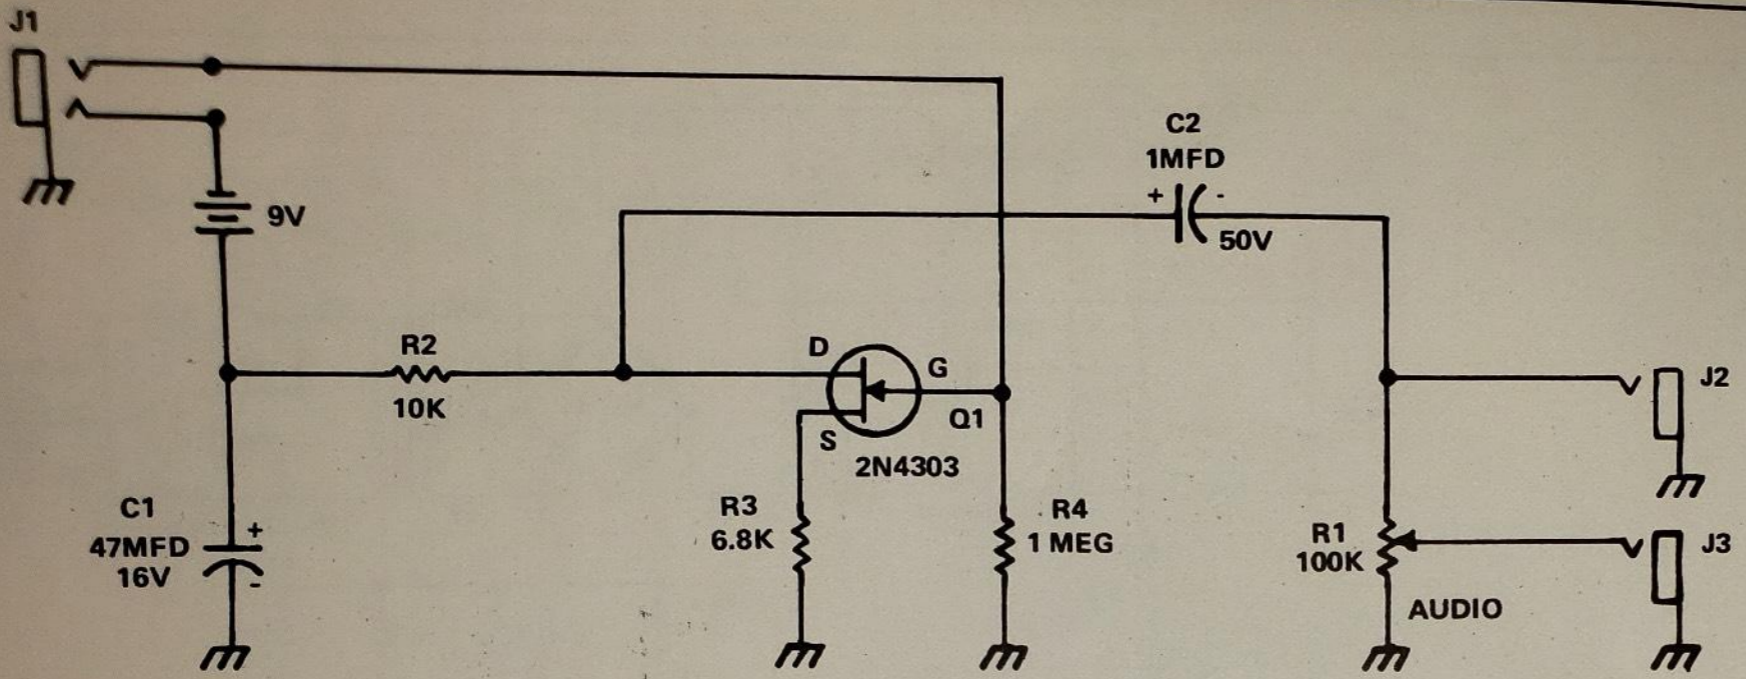 J1
9V
C2
1MFD
+ -
50V
R2
10K
D
G
S
Q1
2N4303
J2
C1
47MFD
16V
+
-
R3
6.8K
R4
1 MEG
R1
100K
AUDIO
J3